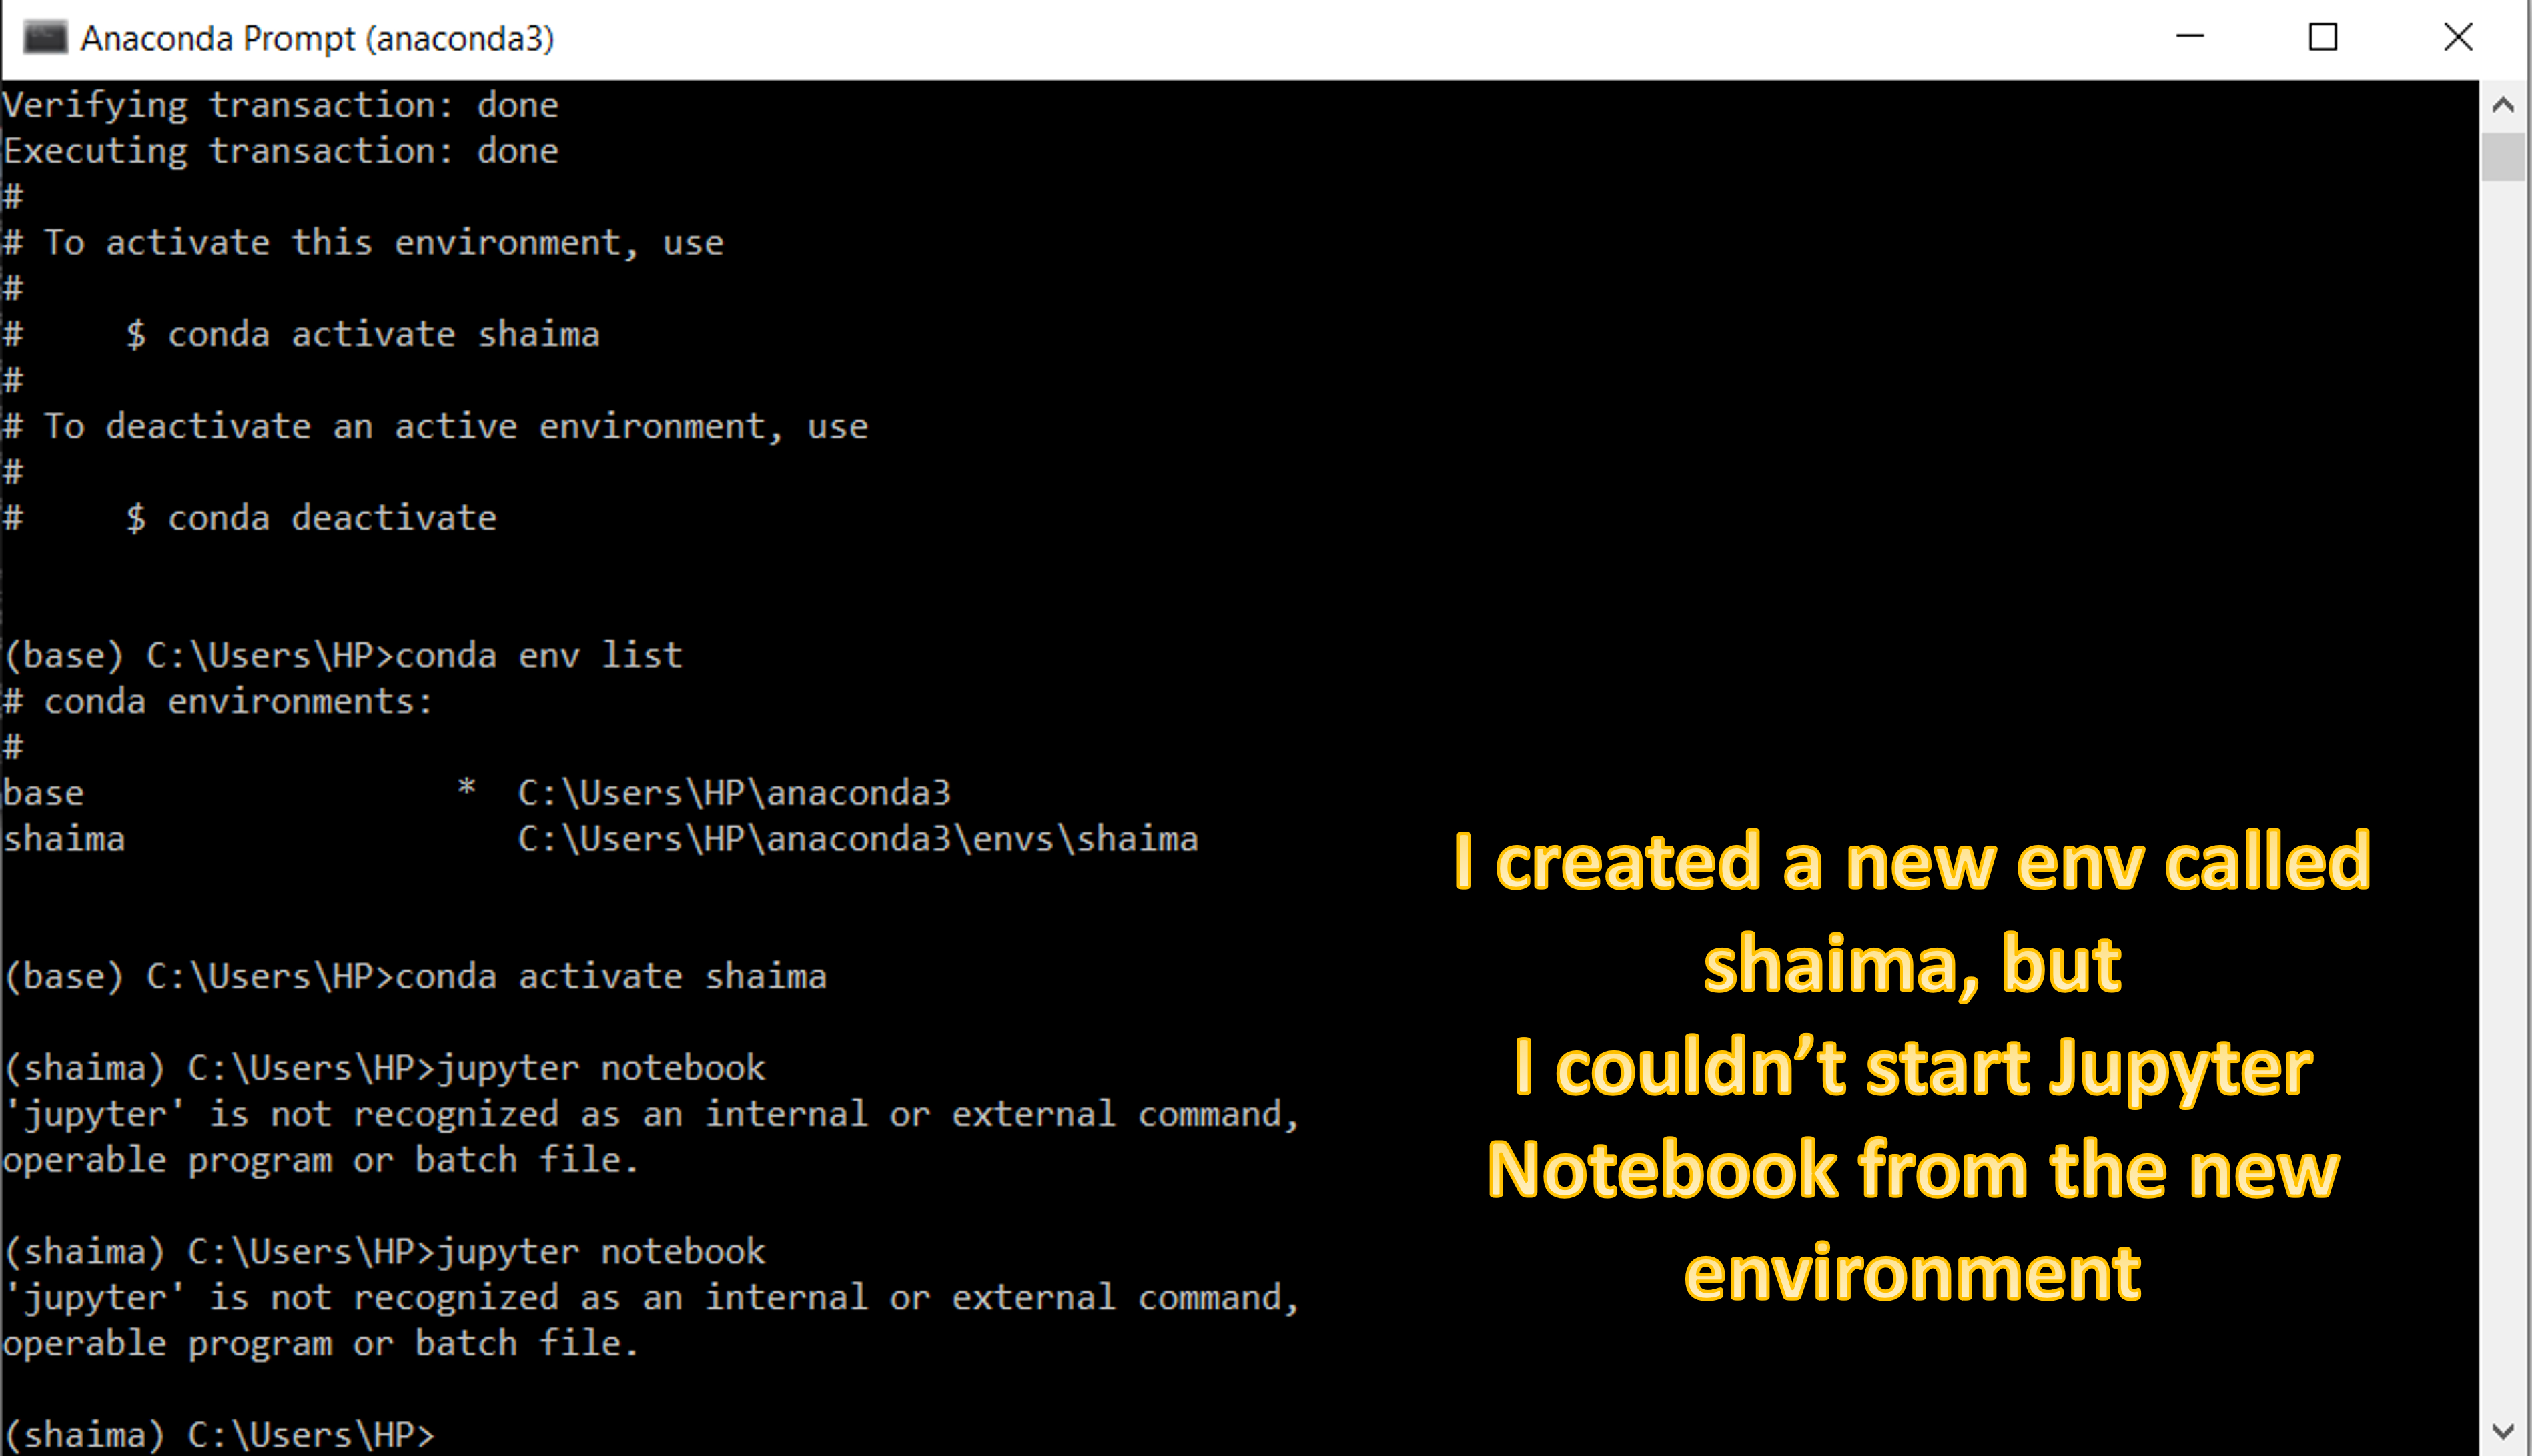 Anaconda Prompt (anaconda3)
Verifying transaction: done
Executing transaction: done
#
# To activate this environment, use
#
#     $ conda activate shaima
#
# To deactivate an active environment, use
#
#     $ conda deactivate
(base) C:\Users\HP>conda env list
# conda environments:
#
base                  *  C:\Users\HP\anaconda3
shaima                   C:\Users\HP\anaconda3\envs\shaima
(base) C:\Users\HP>conda activate shaima
(shaima) C:\Users\HP>jupyter notebook
'jupyter' is not recognized as an internal or external command,
operable program or batch file.
(shaima) C:\Users\HP>jupyter notebook
'jupyter' is not recognized as an internal or external command,
operable program or batch file.
(shaima) C:\Users\HP>
I created a new env called
shaima, but
I couldn’t start Jupyter
Notebook from the new
environment